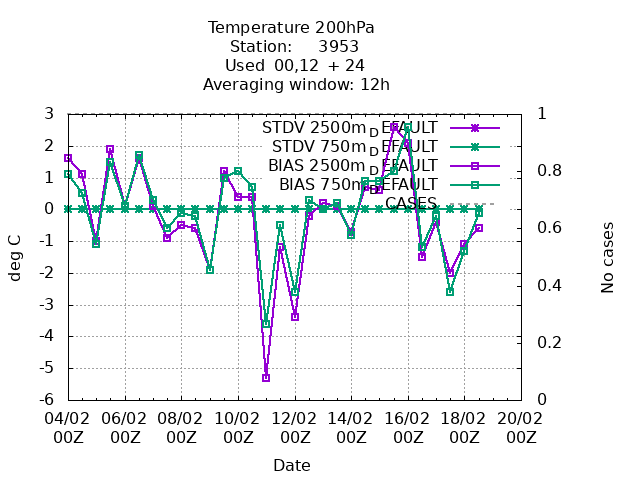 Temperature 200hPa
Station: 3953
Used 00,12 + 24
Averaging window: 12h
STDV 2500m_DEFAULT
STDV 750m_DEFAULT
BIAS 2500m_DEFAULT
BIAS 750m_DEFAULT
CASES
3
2
1
0
-1
-2
-3
-4
-5
-6
deg C
1
0.8
0.6
0.4
0.2
0
No cases
04/02 06/02 08/02 10/02 12/02 14/02 16/02 18/02 20/02
00Z 00Z 00Z 00Z 00Z 00Z 00Z 00Z 00Z
Date